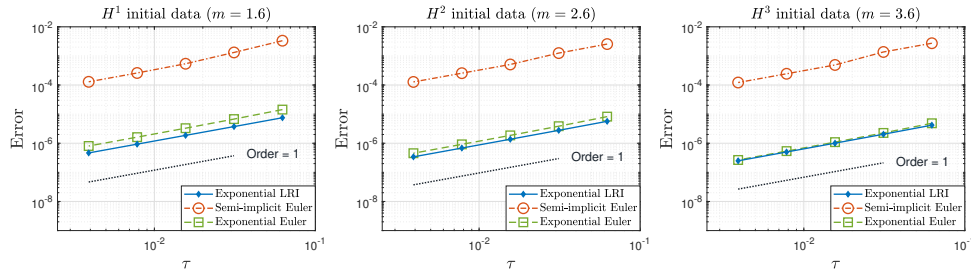 H¹ initial data (m = 1.6)
10⁻²
10⁻⁴
10⁻⁶
10⁻⁸
Error
Order = 1
Exponential LRI
Semi-implicit Euler
Exponential Euler
10⁻² 10⁻¹
τ
H² initial data (m = 2.6)
10⁻²
10⁻⁴
10⁻⁶
10⁻⁸
Error
Order = 1
Exponential LRI
Semi-implicit Euler
Exponential Euler
10⁻² 10⁻¹
τ
H³ initial data (m = 3.6)
10⁻²
10⁻⁴
10⁻⁶
10⁻⁸
Error
Order = 1
Exponential LRI
Semi-implicit Euler
Exponential Euler
10⁻² 10⁻¹
τ